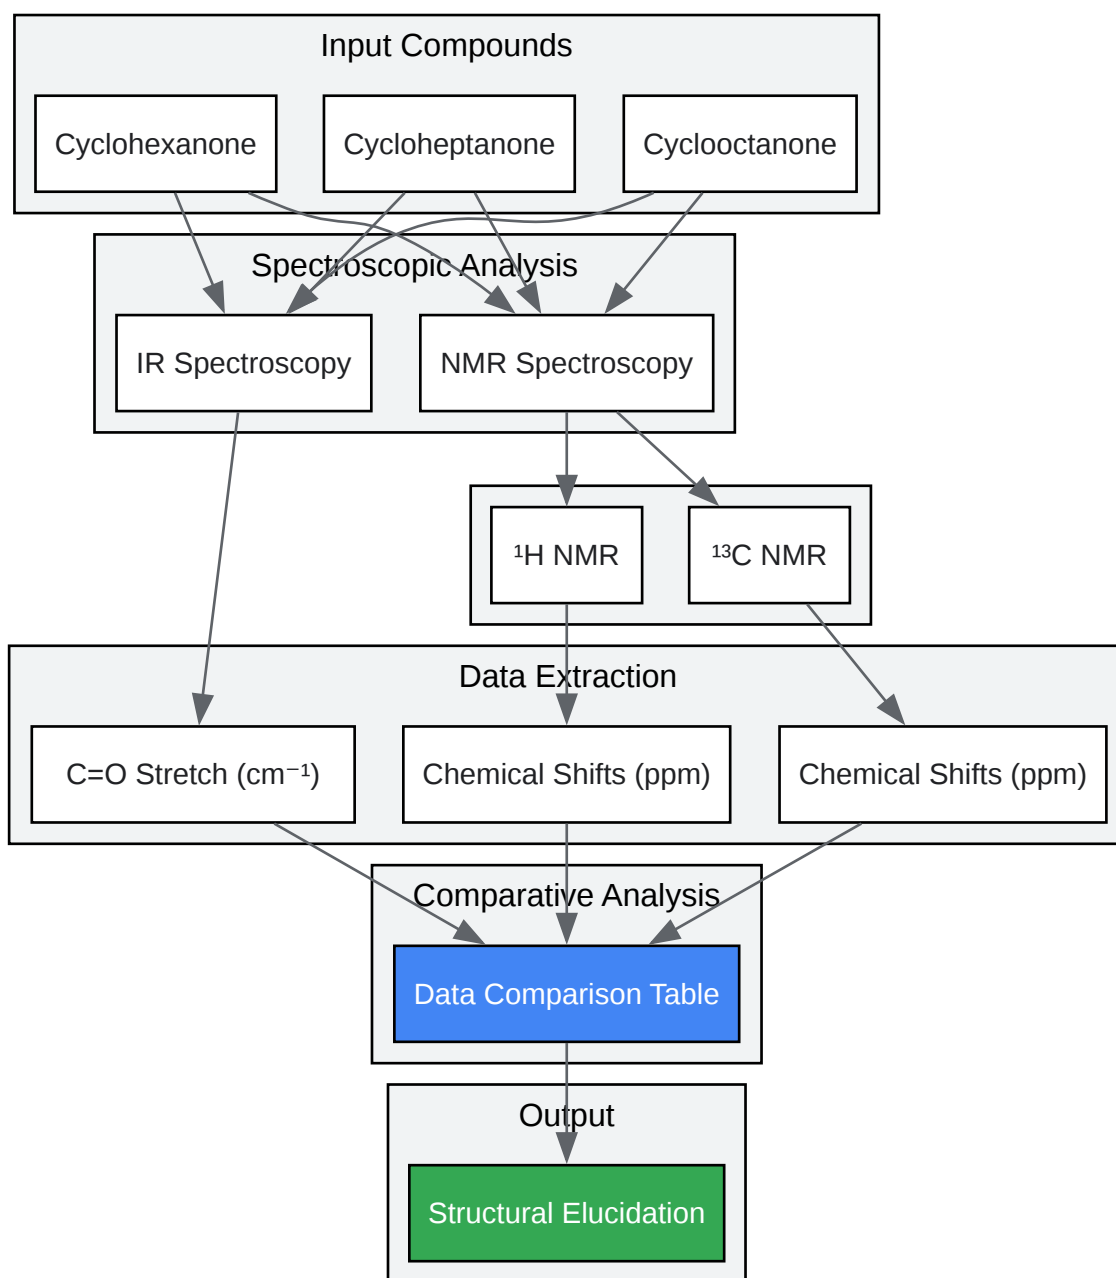 Input Compounds
Cyclohexanone
Cycloheptanone
Cyclooctanone
Spectroscopic Analysis
IR Spectroscopy
NMR Spectroscopy
¹H NMR
¹³C NMR
Data Extraction
C=O Stretch (cm⁻¹)
Chemical Shifts (ppm)
Chemical Shifts (ppm)
Comparative Analysis
Data Comparison Table
Output
Structural Elucidation